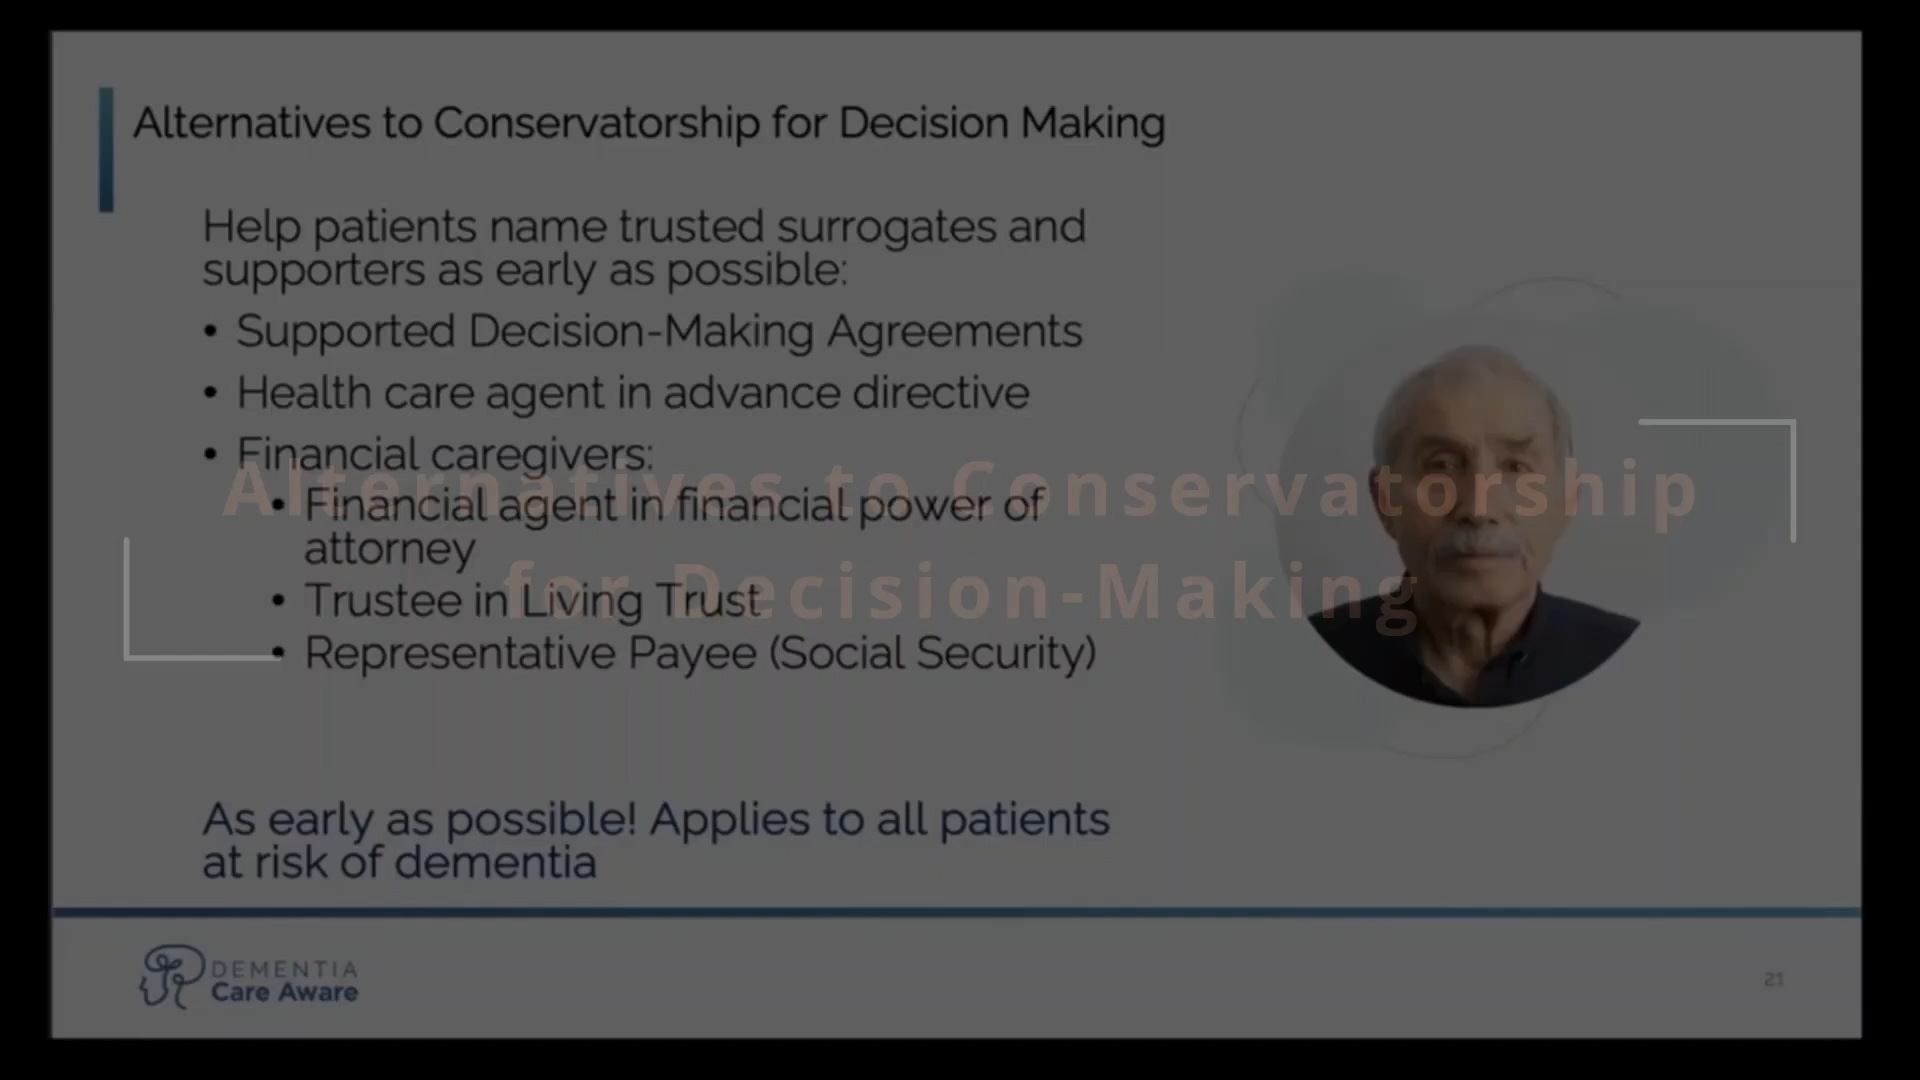 Alternatives to Conservatorship for Decision Making
Help patients name trusted surrogates and
supporters as early as possible:
• Supported Decision-Making Agreements
• Health care agent in advance directive
• Financial caregivers:
• Financial agent in financial power of
attorney
• Trustee in Living Trust
• Representative Payee (Social Security)
Alternatives to Conservatorship
for Decision-Making
As early as possible! Applies to all patients
at risk of dementia
DEMENTIA
Care Aware
21